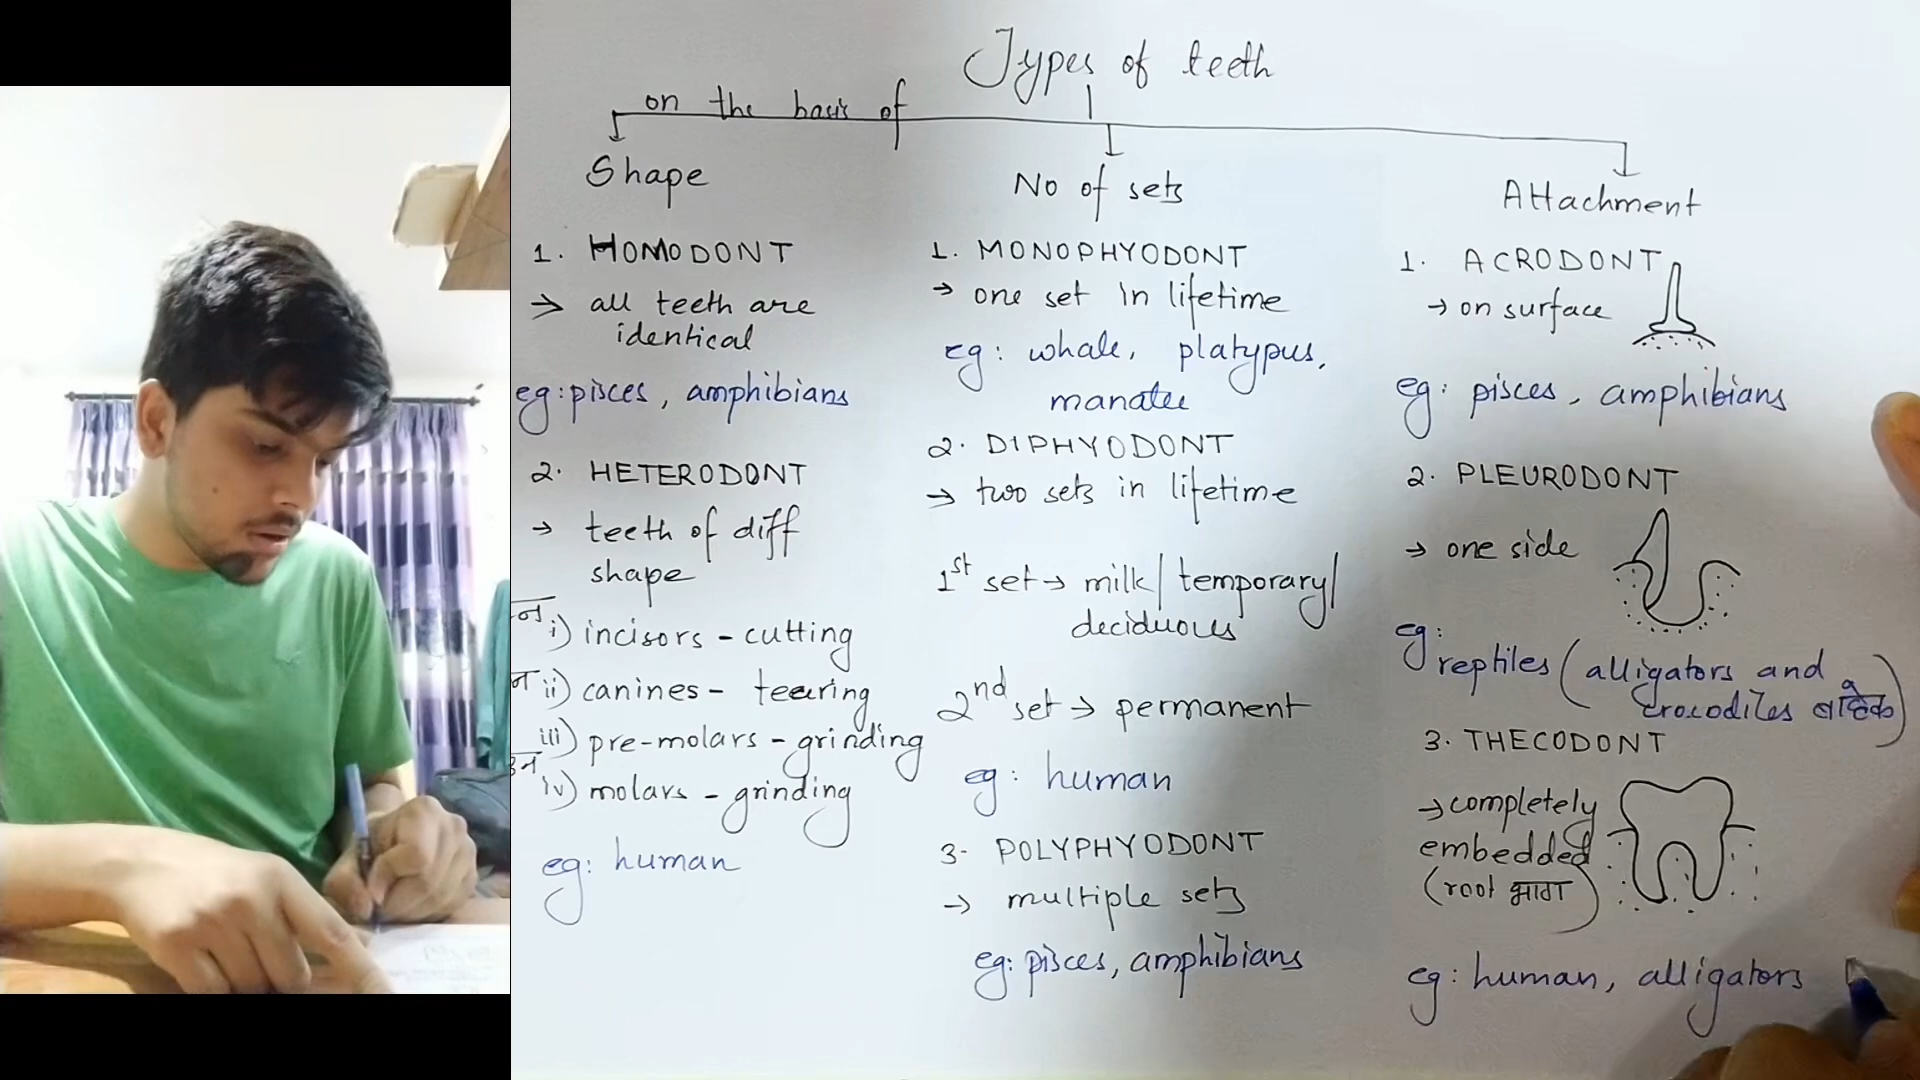 Types of teeth
on the basis of
Shape
1. HOMODONT
→ all teeth are
identical
eg: pisces, amphibians
2. HETERODONT
→ teeth of diff
shape
i) incisors - cutting
ii) canines - tearing
iii) pre-molars - grinding
iv) molars - grinding
eg: human
No of sets
1. MONOPHYODONT
→ one set in lifetime
eg: whale, platypus,
manatee
2. DIPHYODONT
→ two sets in lifetime
1st set → milk/temporary/
deciduous
2nd set → permanent
eg: human
3- POLYPHYODONT
→ multiple sets
eg: pisces, amphibians
Attachment
1. ACRODONT
→ on surface
eg: pisces, amphibians
2. PLEURODONT
→ one side
eg:
reptiles (alligators and
crocodiles बाहेक)
3. THECODONT
→ completely
embedded
(root भाग)
eg: human, alligators